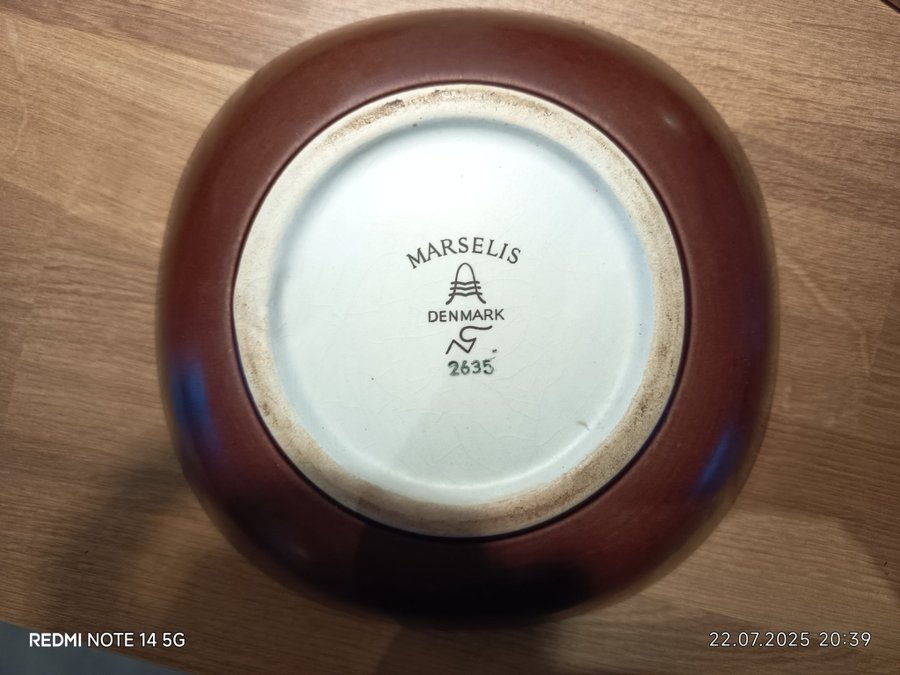 MARSELIS
DENMARK
2635
REDMI NOTE 14 5G
22.07.2025 20:39